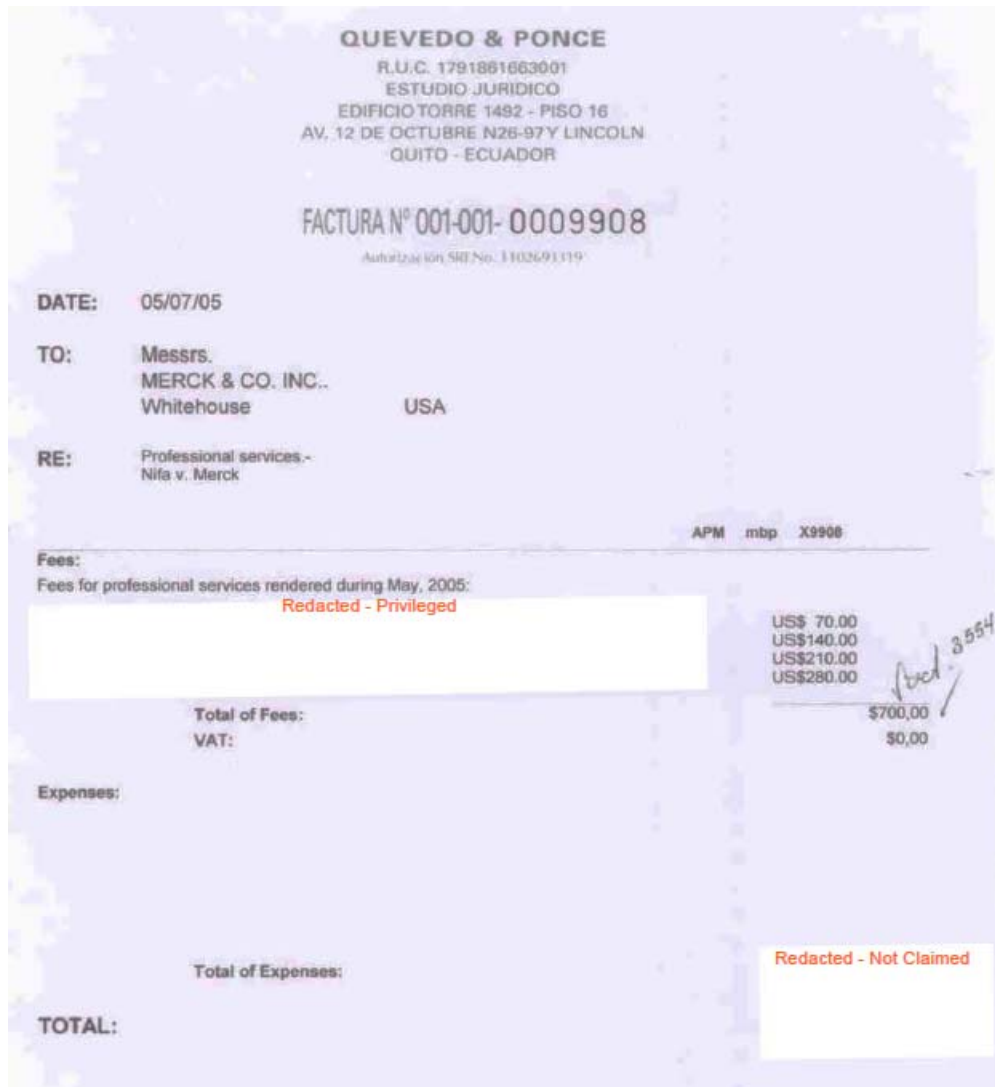 QUEVEDO & PONCE
R.U.C. 1791861663001
ESTUDIO JURIDICO
EDIFICIO TORRE 1492 - PISO 16
AV. 12 DE OCTUBRE N26-97 Y LINCOLN
QUITO - ECUADOR
FACTURA Nº 001-001- 0009908
Autorización SRI No. 1102691319
DATE: 05/07/05
TO: Messrs.
MERCK & CO. INC..
Whitehouse USA
RE: Professional services.-
Nifa v. Merck
APM mbp X9908
Fees:
Fees for professional services rendered during May, 2005:
Redacted - Privileged
US$ 70.00
US$140.00
US$210.00
US$280.00
3554
Total of Fees: $700,00
VAT: $0,00
Expenses:
Total of Expenses:
Redacted - Not Claimed
TOTAL: